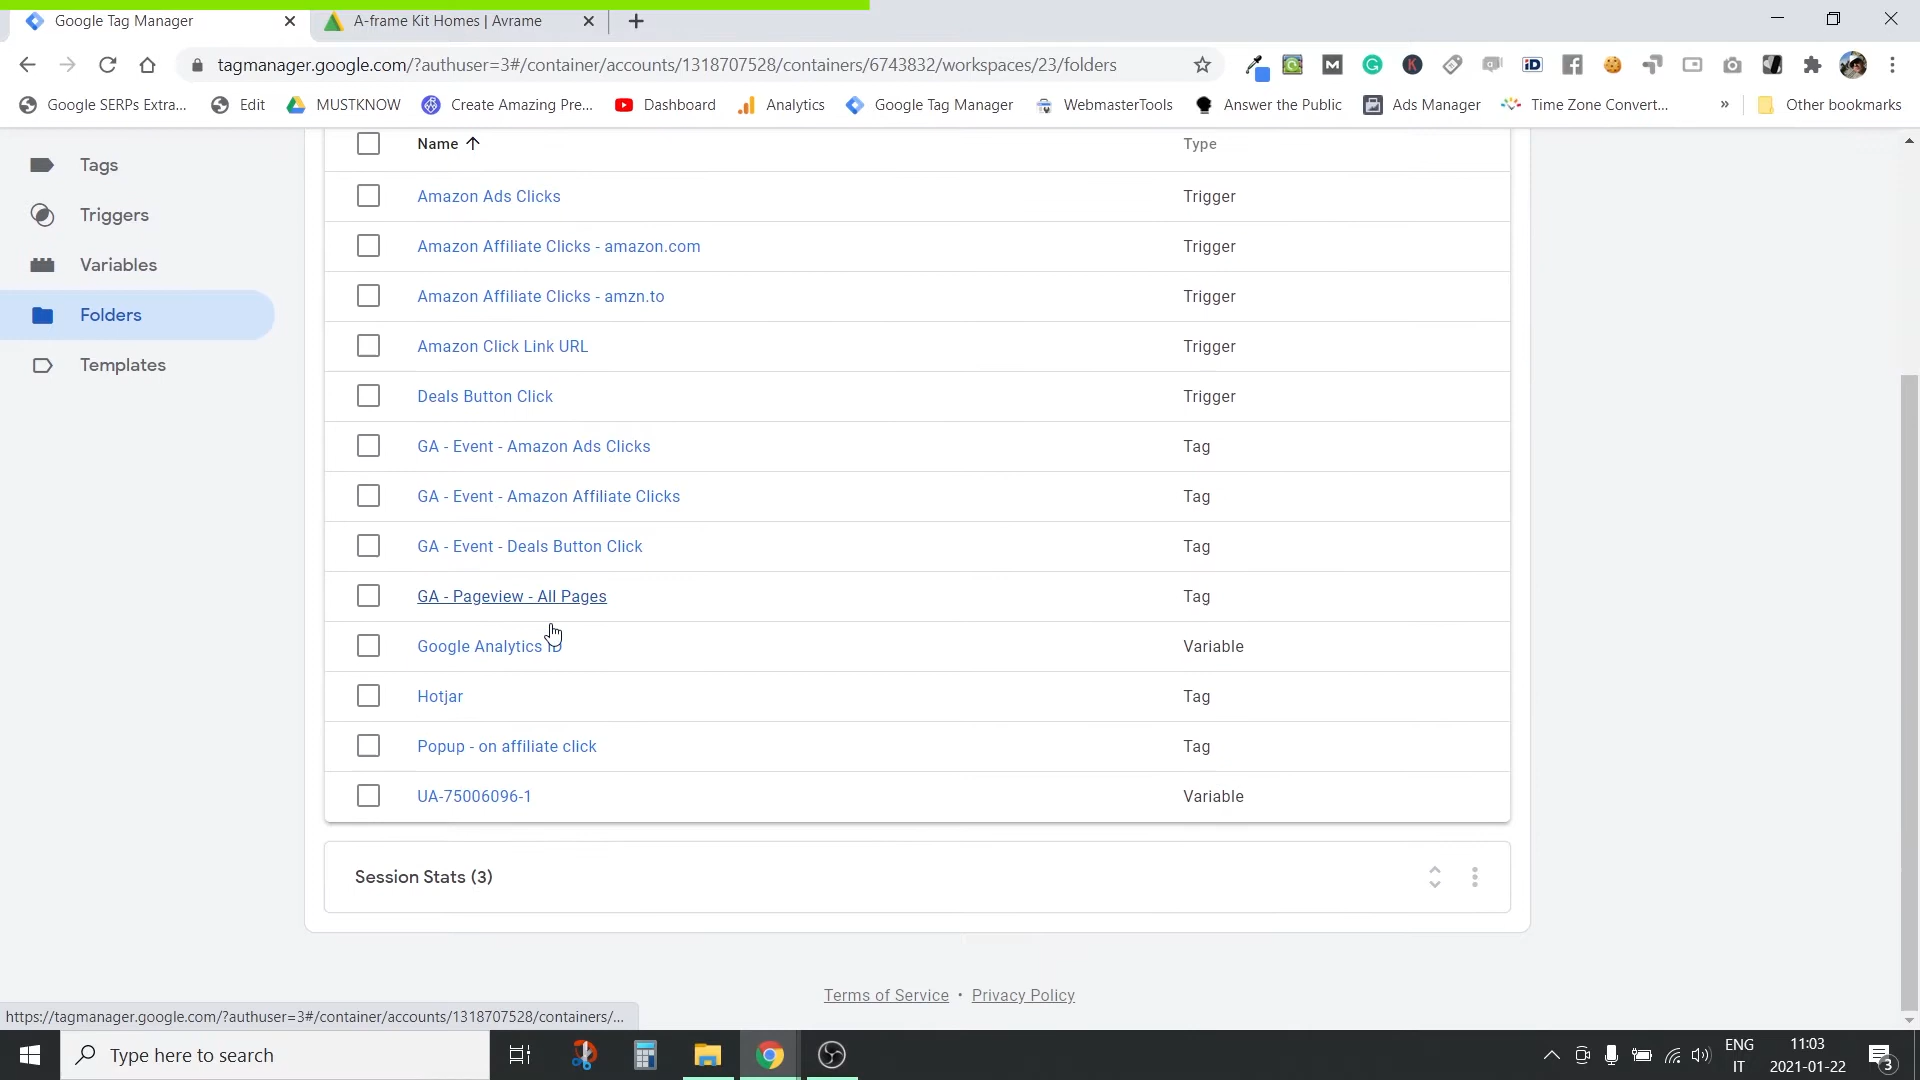 Google Tag Manager
A-frame Kit Homes | Avrame
tagmanager.google.com/?authuser=3#/container/accounts/1318707528/containers/6743832/workspaces/23/folders
Google SERPs Extra... Edit MUSTKNOW Create Amazing Pre... Dashboard Analytics Google Tag Manager WebmasterTools Answer the Public Ads Manager Time Zone Convert... » Other bookmarks
Tags
Triggers
Variables
Folders
Templates
Name Type
Amazon Ads Clicks Trigger
Amazon Affiliate Clicks - amazon.com Trigger
Amazon Affiliate Clicks - amzn.to Trigger
Amazon Click Link URL Trigger
Deals Button Click Trigger
GA - Event - Amazon Ads Clicks Tag
GA - Event - Amazon Affiliate Clicks Tag
GA - Event - Deals Button Click Tag
GA - Pageview - All Pages Tag
Google Analytics ID Variable
Hotjar Tag
Popup - on affiliate click Tag
UA-75006096-1 Variable
Session Stats (3)
Terms of Service • Privacy Policy
https://tagmanager.google.com/?authuser=3#/container/accounts/1318707528/containers/...
Type here to search
ENG
IT
11:03
2021-01-22
3